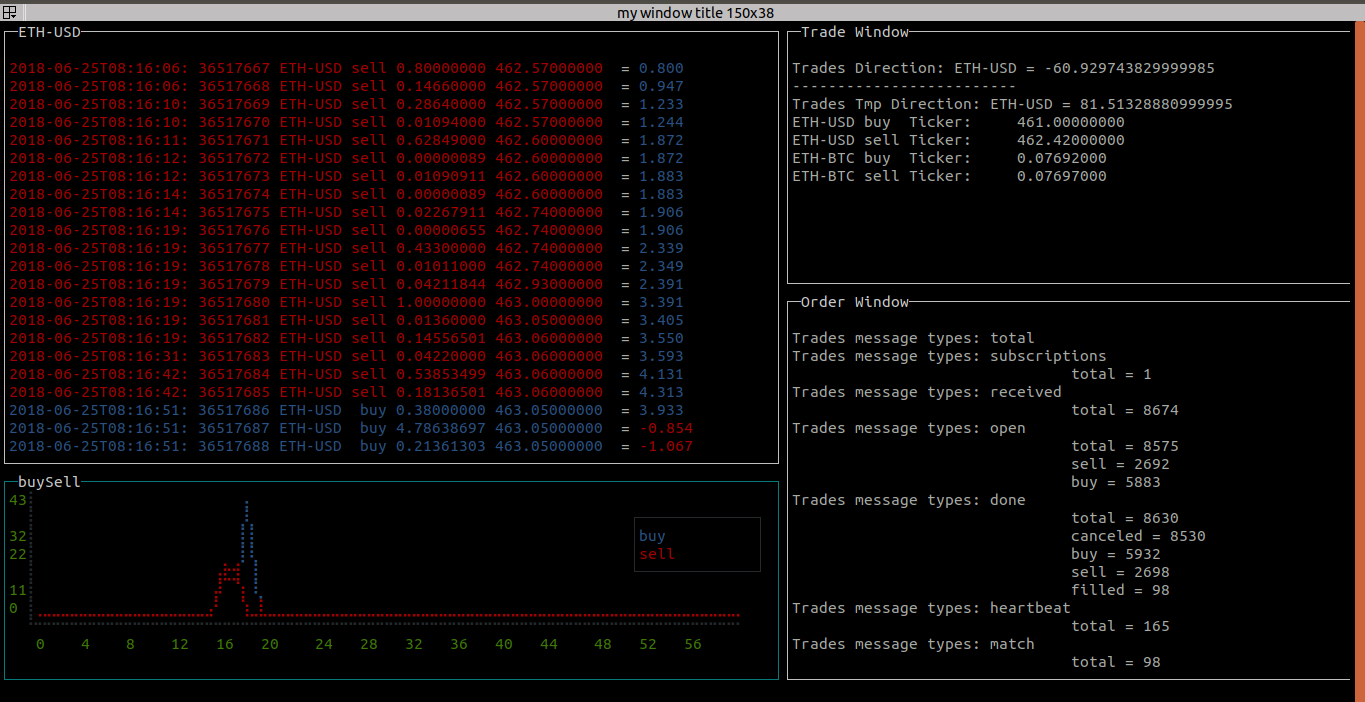 my window title 150x38
ETH-USD
2018-06-25T08:16:06: 36517667 ETH-USD sell 0.80000000 462.57000000  = 0.800
2018-06-25T08:16:06: 36517668 ETH-USD sell 0.14660000 462.57000000  = 0.947
2018-06-25T08:16:10: 36517669 ETH-USD sell 0.28640000 462.57000000  = 1.233
2018-06-25T08:16:10: 36517670 ETH-USD sell 0.01094000 462.57000000  = 1.244
2018-06-25T08:16:11: 36517671 ETH-USD sell 0.62849000 462.60000000  = 1.872
2018-06-25T08:16:12: 36517672 ETH-USD sell 0.00000089 462.60000000  = 1.872
2018-06-25T08:16:12: 36517673 ETH-USD sell 0.01090911 462.60000000  = 1.883
2018-06-25T08:16:14: 36517674 ETH-USD sell 0.00000089 462.60000000  = 1.883
2018-06-25T08:16:14: 36517675 ETH-USD sell 0.02267911 462.74000000  = 1.906
2018-06-25T08:16:19: 36517676 ETH-USD sell 0.00000655 462.74000000  = 1.906
2018-06-25T08:16:19: 36517677 ETH-USD sell 0.43300000 462.74000000  = 2.339
2018-06-25T08:16:19: 36517678 ETH-USD sell 0.01011000 462.74000000  = 2.349
2018-06-25T08:16:19: 36517679 ETH-USD sell 0.04211844 462.93000000  = 2.391
2018-06-25T08:16:19: 36517680 ETH-USD sell 1.00000000 463.00000000  = 3.391
2018-06-25T08:16:19: 36517681 ETH-USD sell 0.01360000 463.05000000  = 3.405
2018-06-25T08:16:19: 36517682 ETH-USD sell 0.14556501 463.06000000  = 3.550
2018-06-25T08:16:31: 36517683 ETH-USD sell 0.04220000 463.06000000  = 3.593
2018-06-25T08:16:42: 36517684 ETH-USD sell 0.53853499 463.06000000  = 4.131
2018-06-25T08:16:42: 36517685 ETH-USD sell 0.18136501 463.06000000  = 4.313
2018-06-25T08:16:51: 36517686 ETH-USD  buy 0.38000000 463.05000000  = 3.933
2018-06-25T08:16:51: 36517687 ETH-USD  buy 4.78638697 463.05000000  = -0.854
2018-06-25T08:16:51: 36517688 ETH-USD  buy 0.21361303 463.05000000  = -1.067
buySell
43
32
22
11
0
buy
sell
0 4 8 12 16 20 24 28 32 36 40 44 48 52 56
Trade Window
Trades Direction: ETH-USD = -60.929743829999985
-------------------------
Trades Tmp Direction: ETH-USD = 81.51328880999995
ETH-USD buy  Ticker:     461.00000000
ETH-USD sell Ticker:     462.42000000
ETH-BTC buy  Ticker:     0.07692000
ETH-BTC sell Ticker:     0.07697000
Order Window
Trades message types: total
Trades message types: subscriptions
total = 1
Trades message types: received
total = 8674
Trades message types: open
total = 8575
sell = 2692
buy = 5883
Trades message types: done
total = 8630
canceled = 8530
buy = 5932
sell = 2698
filled = 98
Trades message types: heartbeat
total = 165
Trades message types: match
total = 98